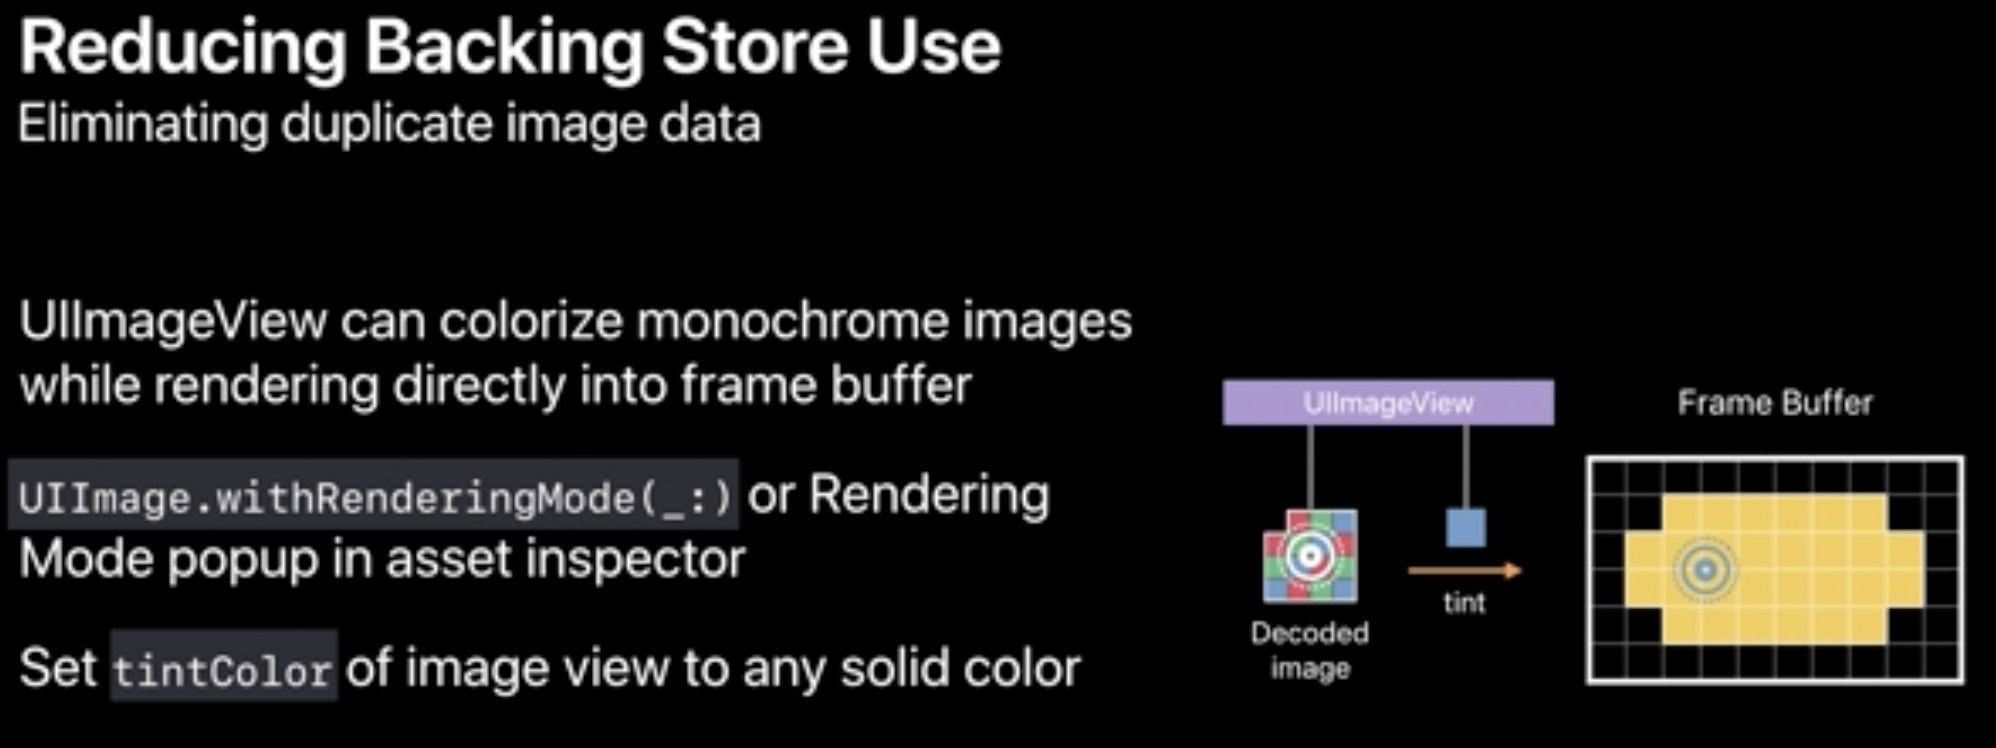 Reducing Backing Store Use
Eliminating duplicate image data
UIImageView can colorize monochrome images
while rendering directly into frame buffer
UIImage.withRenderingMode(_:) or Rendering
Mode popup in asset inspector
Set tintColor of image view to any solid color
UIImageView
Frame Buffer
tint
Decoded
image